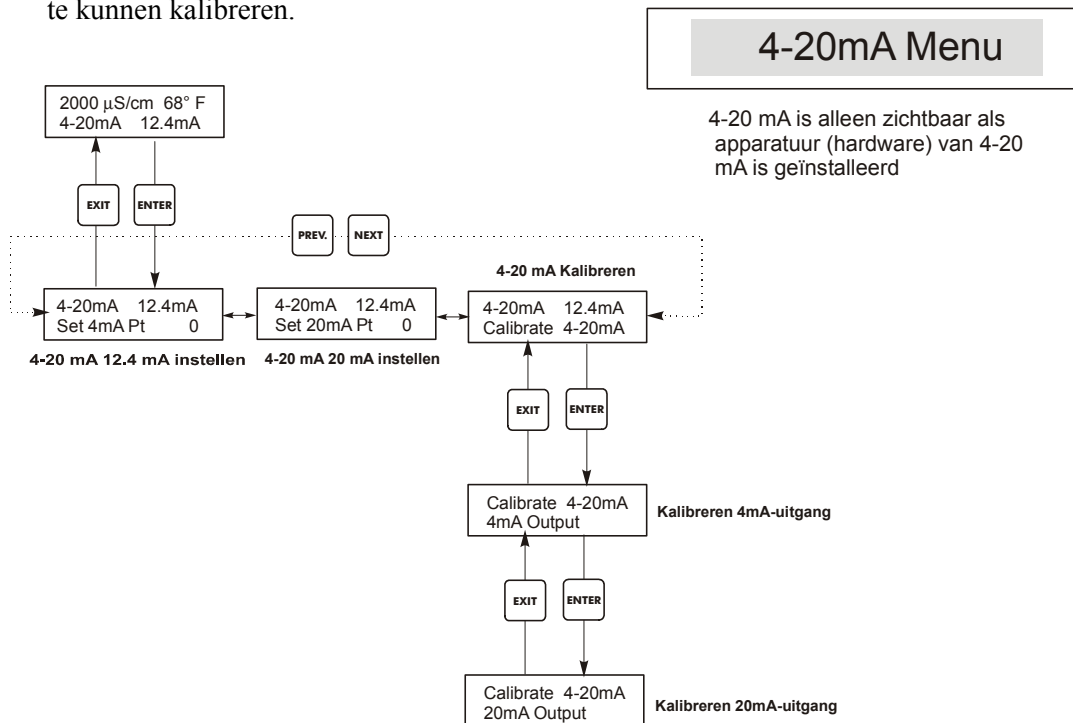 te kunnen kalibreren.
4-20mA Menu
4-20 mA is alleen zichtbaar als
apparatuur (hardware) van 4-20
mA is geïnstalleerd
2000 µS/cm 68° F
4-20mA 12.4mA
EXIT
ENTER
PREV.
NEXT
4-20 mA Kalibreren
4-20mA 12.4mA
Set 4mA Pt 0
4-20mA 12.4mA
Set 20mA Pt 0
4-20mA 12.4mA
Calibrate 4-20mA
4-20 mA 12.4 mA instellen
4-20 mA 20 mA instellen
EXIT
ENTER
Calibrate 4-20mA
4mA Output
Kalibreren 4mA-uitgang
EXIT
ENTER
Calibrate 4-20mA
20mA Output
Kalibreren 20mA-uitgang